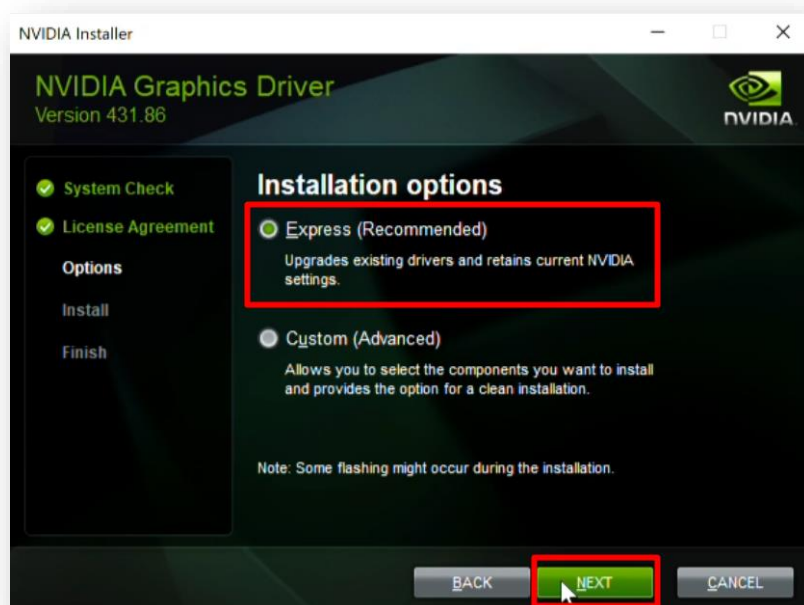 NVIDIA Installer
NVIDIA Graphics Driver
Version 431.86
NVIDIA
System Check
License Agreement
Options
Install
Finish
Installation options
Express (Recommended)
Upgrades existing drivers and retains current NVIDIA
settings.
Custom (Advanced)
Allows you to select the components you want to install
and provides the option for a clean installation.
Note: Some flashing might occur during the installation.
BACK
NEXT
CANCEL